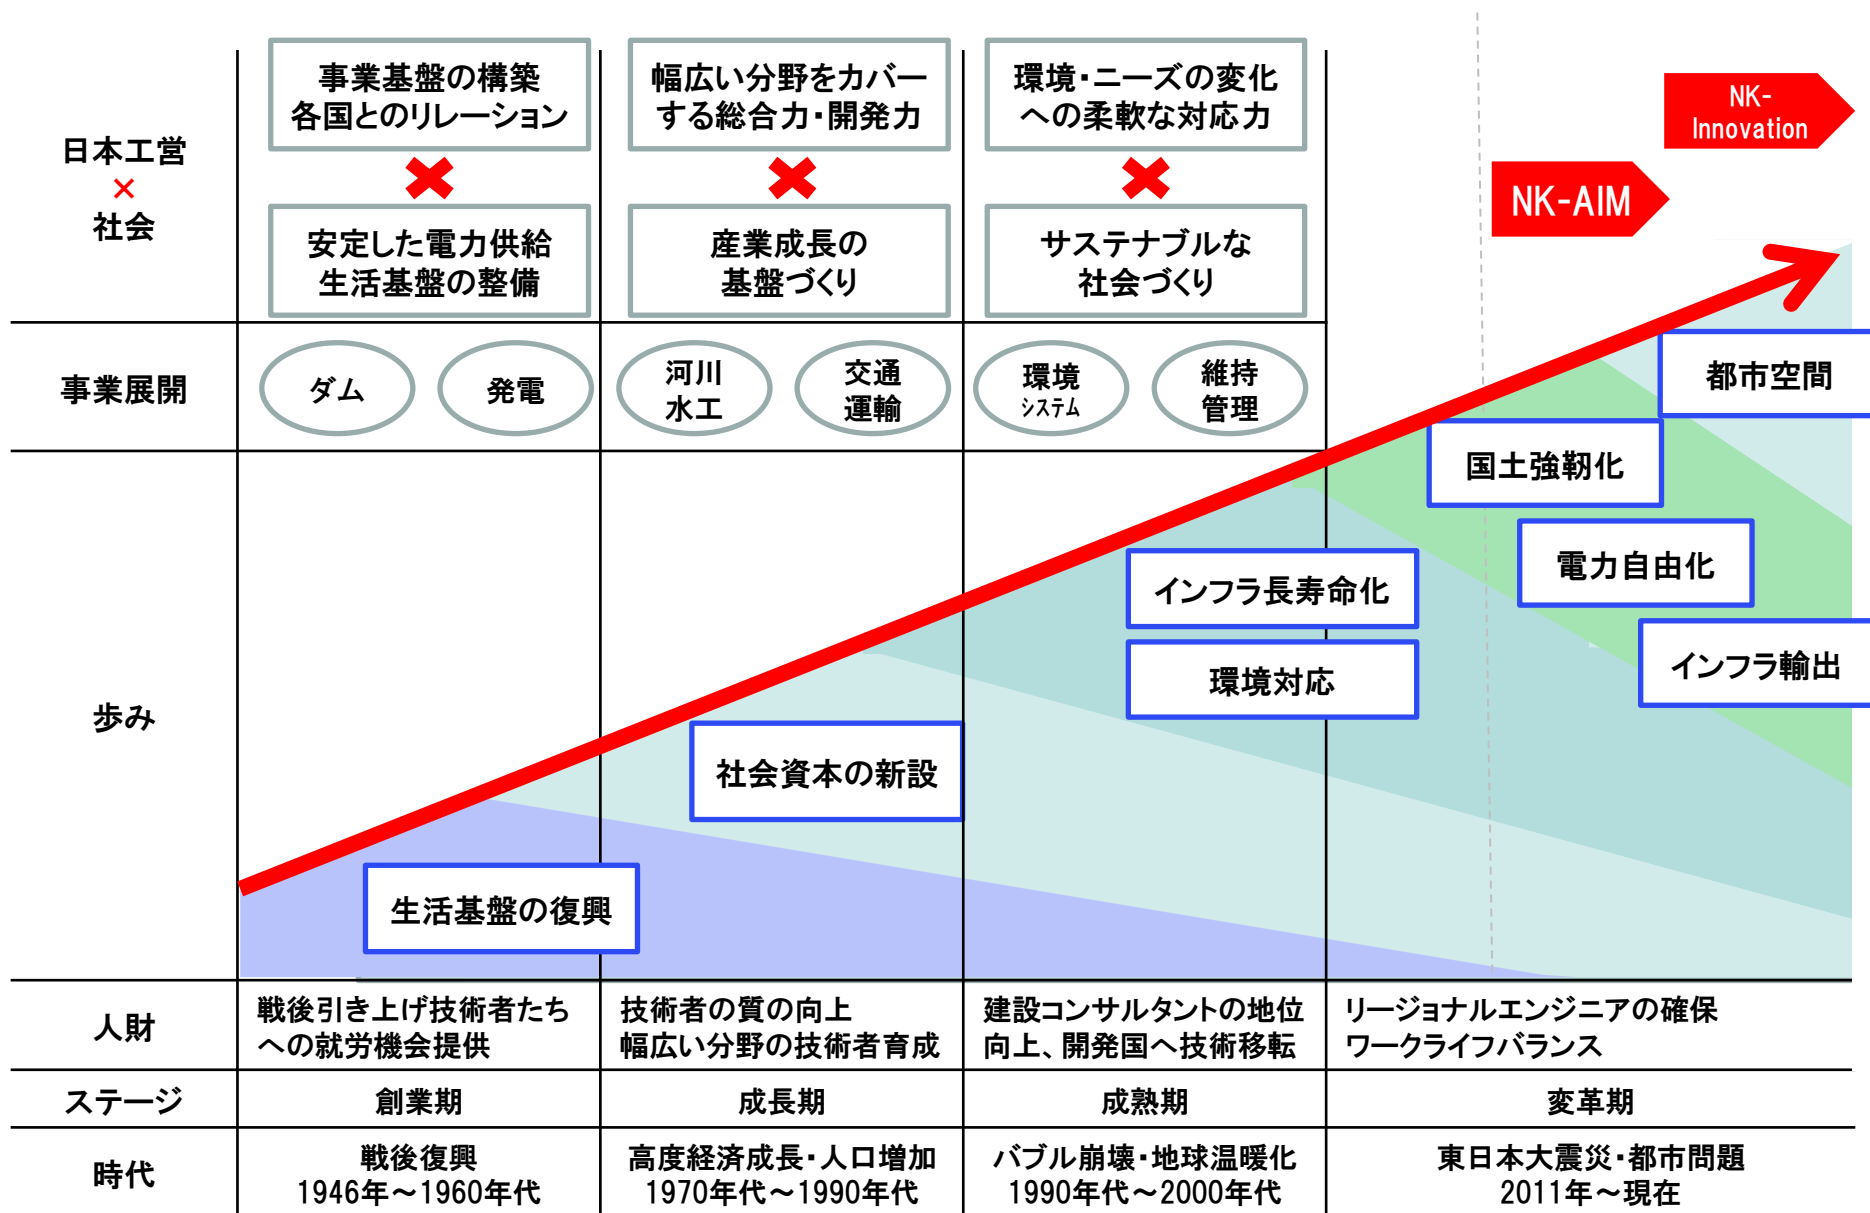 日本工営
×
社会
事業基盤の構築
各国とのリレーション
安定した電力供給
生活基盤の整備
幅広い分野をカバー
する総合力・開発力
産業成長の
基盤づくり
環境・ニーズの変化
への柔軟な対応力
サステナブルな
社会づくり
NK-
Innovation
NK-AIM
事業展開
ダム
発電
河川
水工
交通
運輸
環境
システム
維持
管理
都市空間
国土強靭化
電力自由化
インフラ輸出
インフラ長寿命化
環境対応
歩み
社会資本の新設
生活基盤の復興
人財
戦後引き上げ技術者たち
への就労機会提供
技術者の質の向上
幅広い分野の技術者育成
建設コンサルタントの地位
向上、開発国へ技術移転
リージョナルエンジニアの確保
ワークライフバランス
ステージ
創業期
成長期
成熟期
変革期
時代
戦後復興
1946年～1960年代
高度経済成長・人口増加
1970年代～1990年代
バブル崩壊・地球温暖化
1990年代～2000年代
東日本大震災・都市問題
2011年～現在